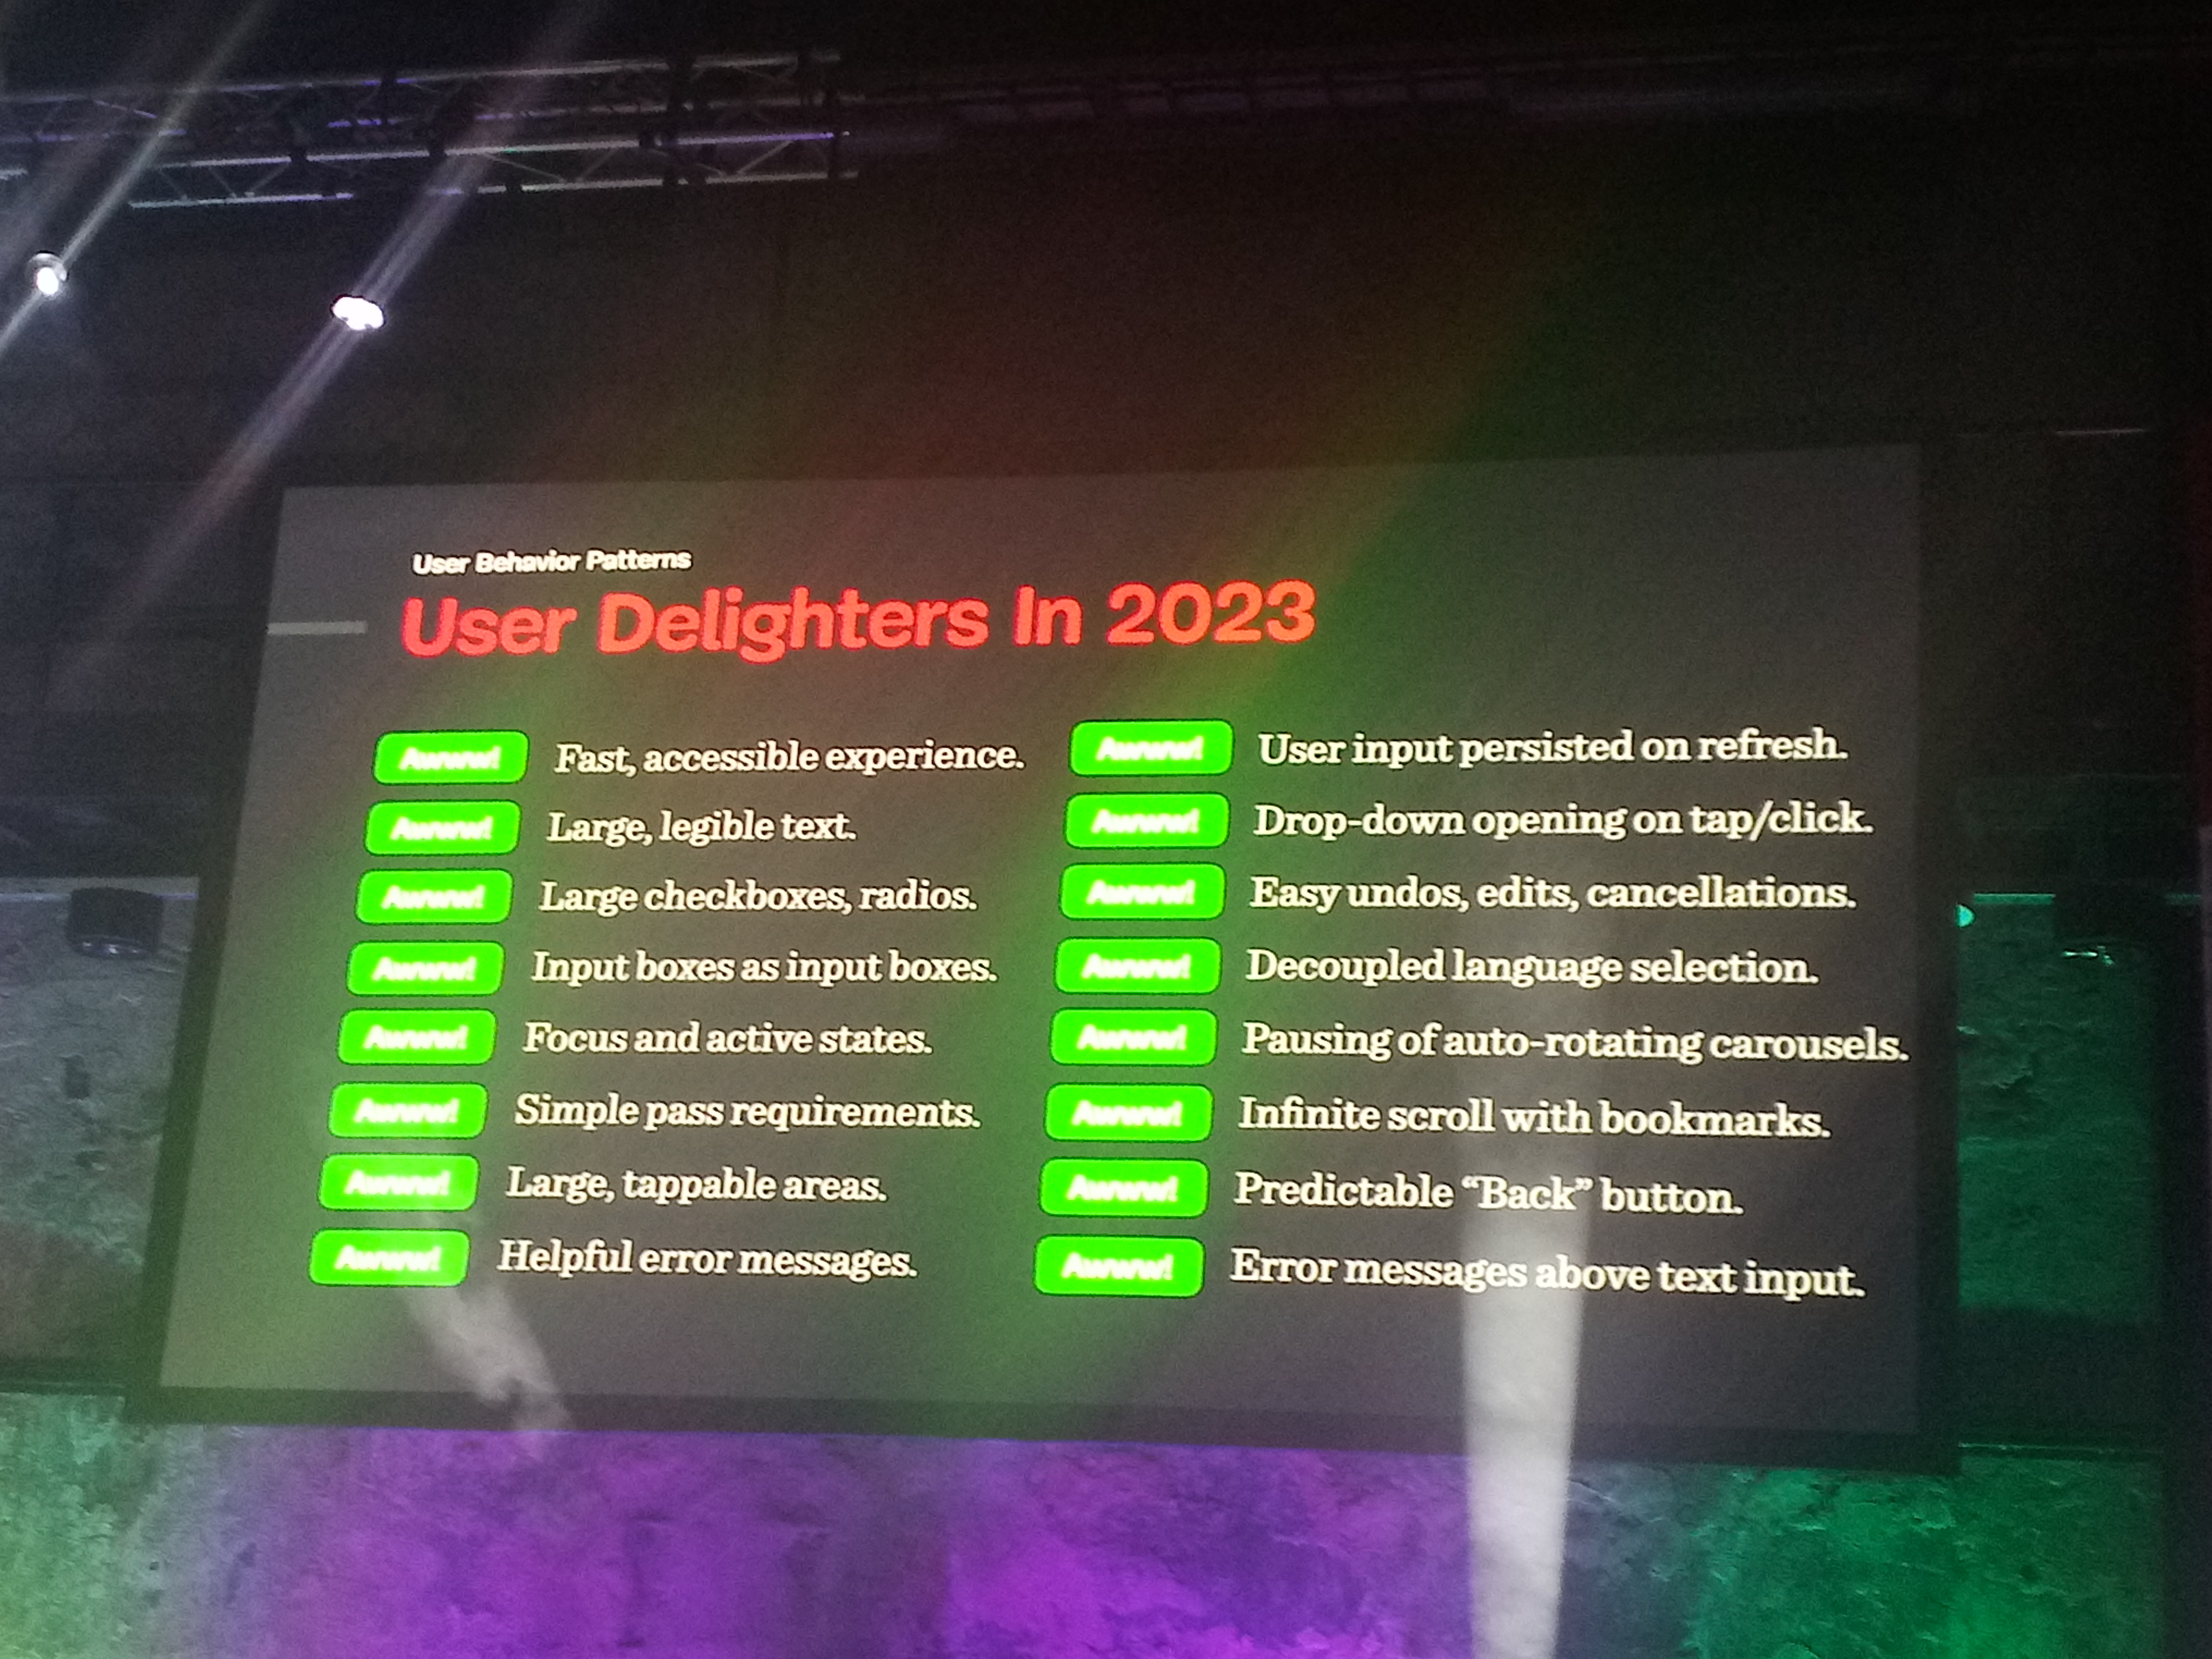 User Behavior Patterns
User Delighters In 2023
Awww! Fast, accessible experience.
Awww! Large, legible text.
Awww! Large checkboxes, radios.
Awww! Input boxes as input boxes.
Awww! Focus and active states.
Awww! Simple pass requirements.
Awww! Large, tappable areas.
Awww! Helpful error messages.
Awww! User input persisted on refresh.
Awww! Drop-down opening on tap/click.
Awww! Easy undos, edits, cancellations.
Awww! Decoupled language selection.
Awww! Pausing of auto-rotating carousels.
Awww! Infinite scroll with bookmarks.
Awww! Predictable “Back” button.
Awww! Error messages above text input.